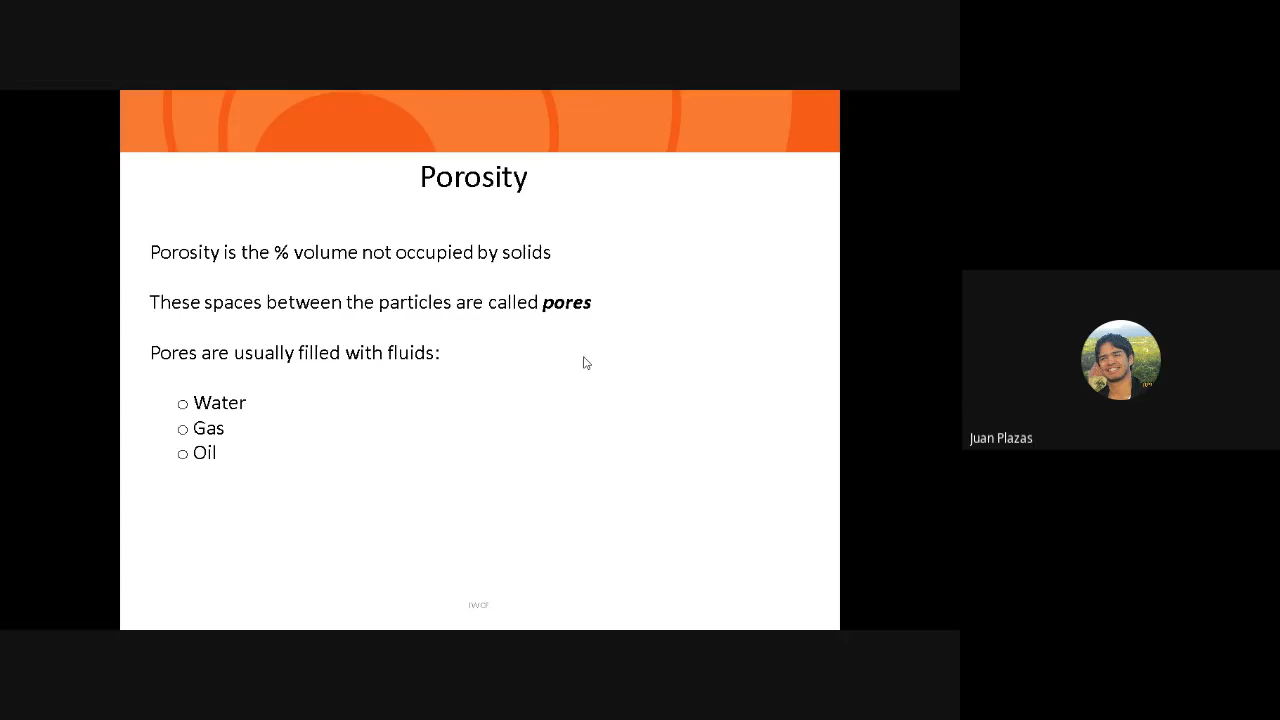 Porosity
Porosity is the % volume not occupied by solids
These spaces between the particles are called pores
Pores are usually filled with fluids:
○ Water
○ Gas
○ Oil
IWCF
Juan Plazas